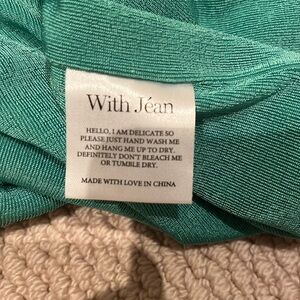 With Jéan
HELLO, I AM DELICATE SO
PLEASE JUST HAND WASH ME
AND HANG ME UP TO DRY.
DEFINITELY DON'T BLEACH ME
OR TUMBLE DRY.
MADE WITH LOVE IN CHINA